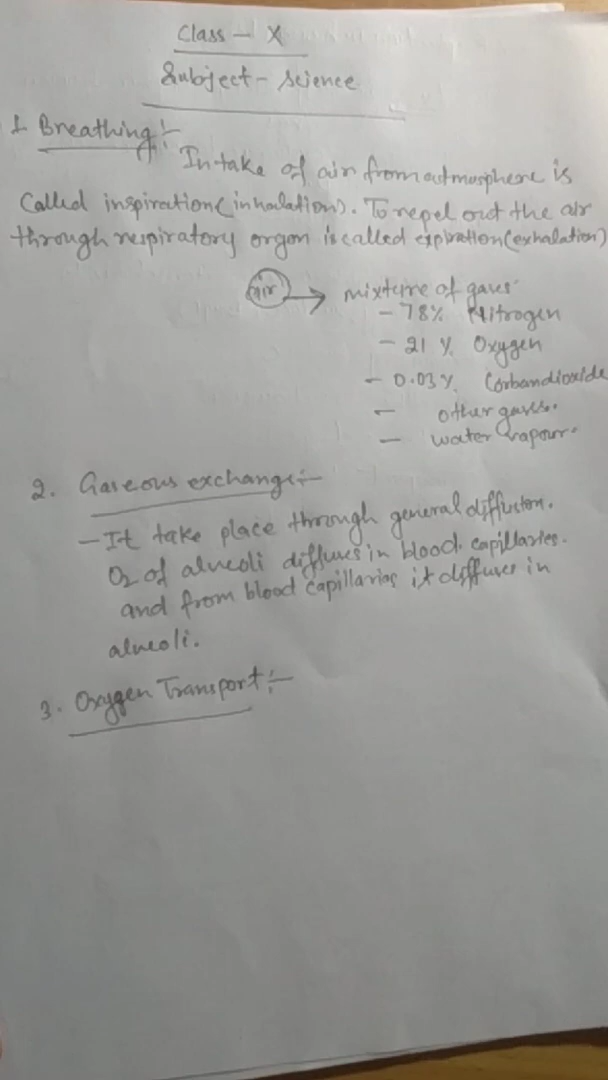 Class - X
Subject - Science
1 Breathing :-
Intake of air from atmosphere is
Called inspiration (inhalation). To repel out the air
through respiratory organ is called expiration (exhalation)
air → mixture of gases
- 78% Nitrogen
- 21 % Oxygen
- 0.03 % Carbandioxide
- other gases.
- water vapour.
2. Gaseous exchange :-
- It take place through general diffusion.
O2 of alveoli diffuses in blood. capillaries.
and from blood capillaries it diffuses in
alveoli.
3. Oxygen Transport :-